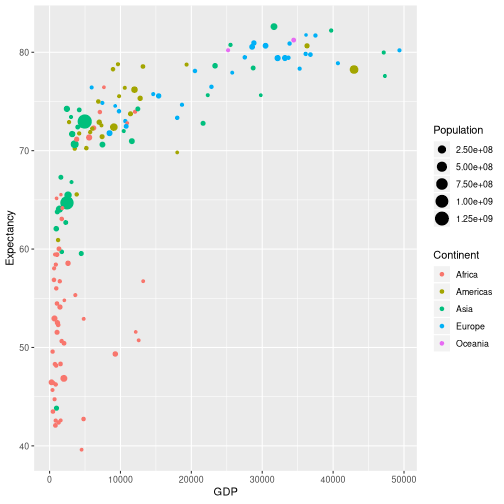 80
70
60
50
40
Expectancy
0
10000
20000
30000
40000
50000
GDP
Population
2.50e+08
5.00e+08
7.50e+08
1.00e+09
1.25e+09
Continent
Africa
Americas
Asia
Europe
Oceania